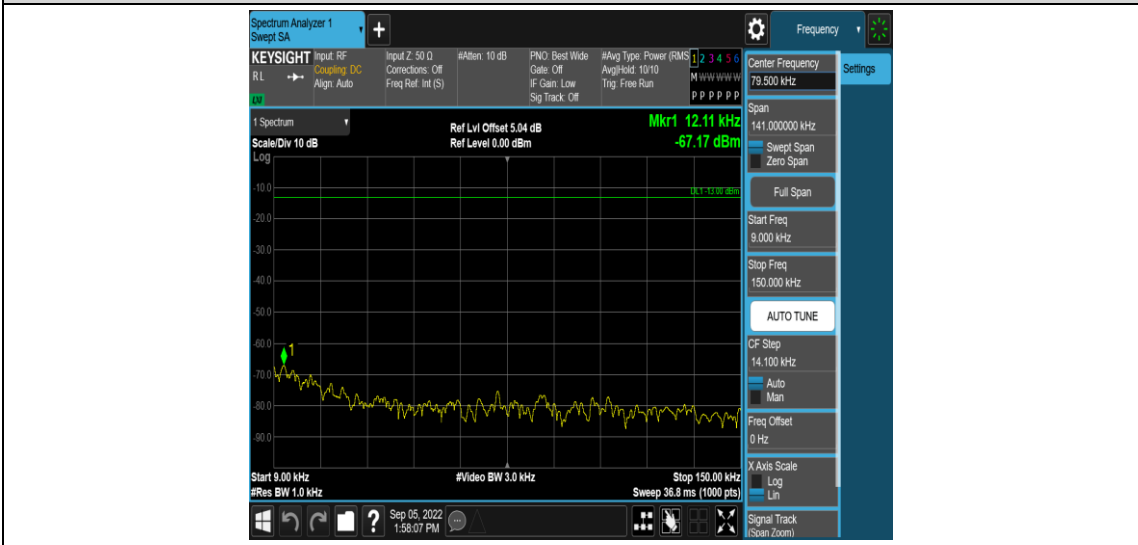 Spectrum Analyzer 1
Swept SA
+
Frequency
KEYSIGHT
RL
LXI
Input: RF
Coupling: DC
Align: Auto
Input Z: 50 Ω
Corrections: Off
Freq Ref: Int (S)
#Atten: 10 dB
PNO: Best Wide
Gate: Off
IF Gain: Low
Sig Track: Off
#Avg Type: Power (RMS
Avg|Hold: 10/10
Trig: Free Run
1 2 3 4 5 6
M W W W W W
P P P P P P
Center Frequency
79.500 kHz
Settings
Span
141.000000 kHz
Swept Span
Zero Span
Full Span
Start Freq
9.000 kHz
Stop Freq
150.000 kHz
AUTO TUNE
CF Step
14.100 kHz
Auto
Man
Freq Offset
0 Hz
X Axis Scale
Log
Lin
Signal Track
(Span Zoom)
1 Spectrum
Scale/Div 10 dB
Log
Ref Lvl Offset 5.04 dB
Ref Level 0.00 dBm
Mkr1 12.11 kHz
-67.17 dBm
DL1 -13.00 dBm
-10.0
-20.0
-30.0
-40.0
-50.0
-60.0
1
-70.0
-80.0
-90.0
Start 9.00 kHz
#Res BW 1.0 kHz
#Video BW 3.0 kHz
Stop 150.00 kHz
Sweep 36.8 ms (1000 pts)
?
Sep 05, 2022
1:58:07 PM